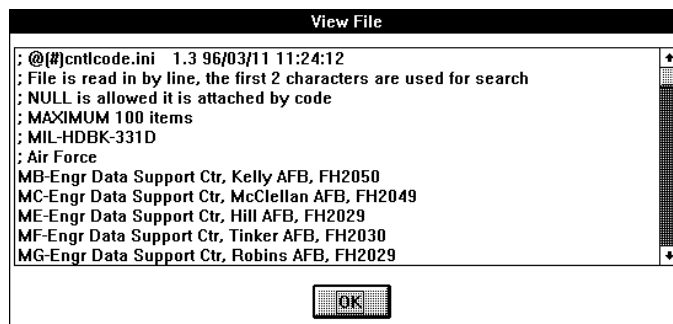 View File
; @(#)cntlcode.ini 1.3 96/03/11 11:24:12
; File is read in by line, the first 2 characters are used for search
; NULL is allowed it is attached by code
; MAXIMUM 100 items
; MIL-HDBK-331D
; Air Force
MB-Engr Data Support Ctr, Kelly AFB, FH2050
MC-Engr Data Support Ctr, McClellan AFB, FH2049
ME-Engr Data Support Ctr, Hill AFB, FH2029
MF-Engr Data Support Ctr, Tinker AFB, FH2030
MG-Engr Data Support Ctr, Robins AFB, FH2029
OK